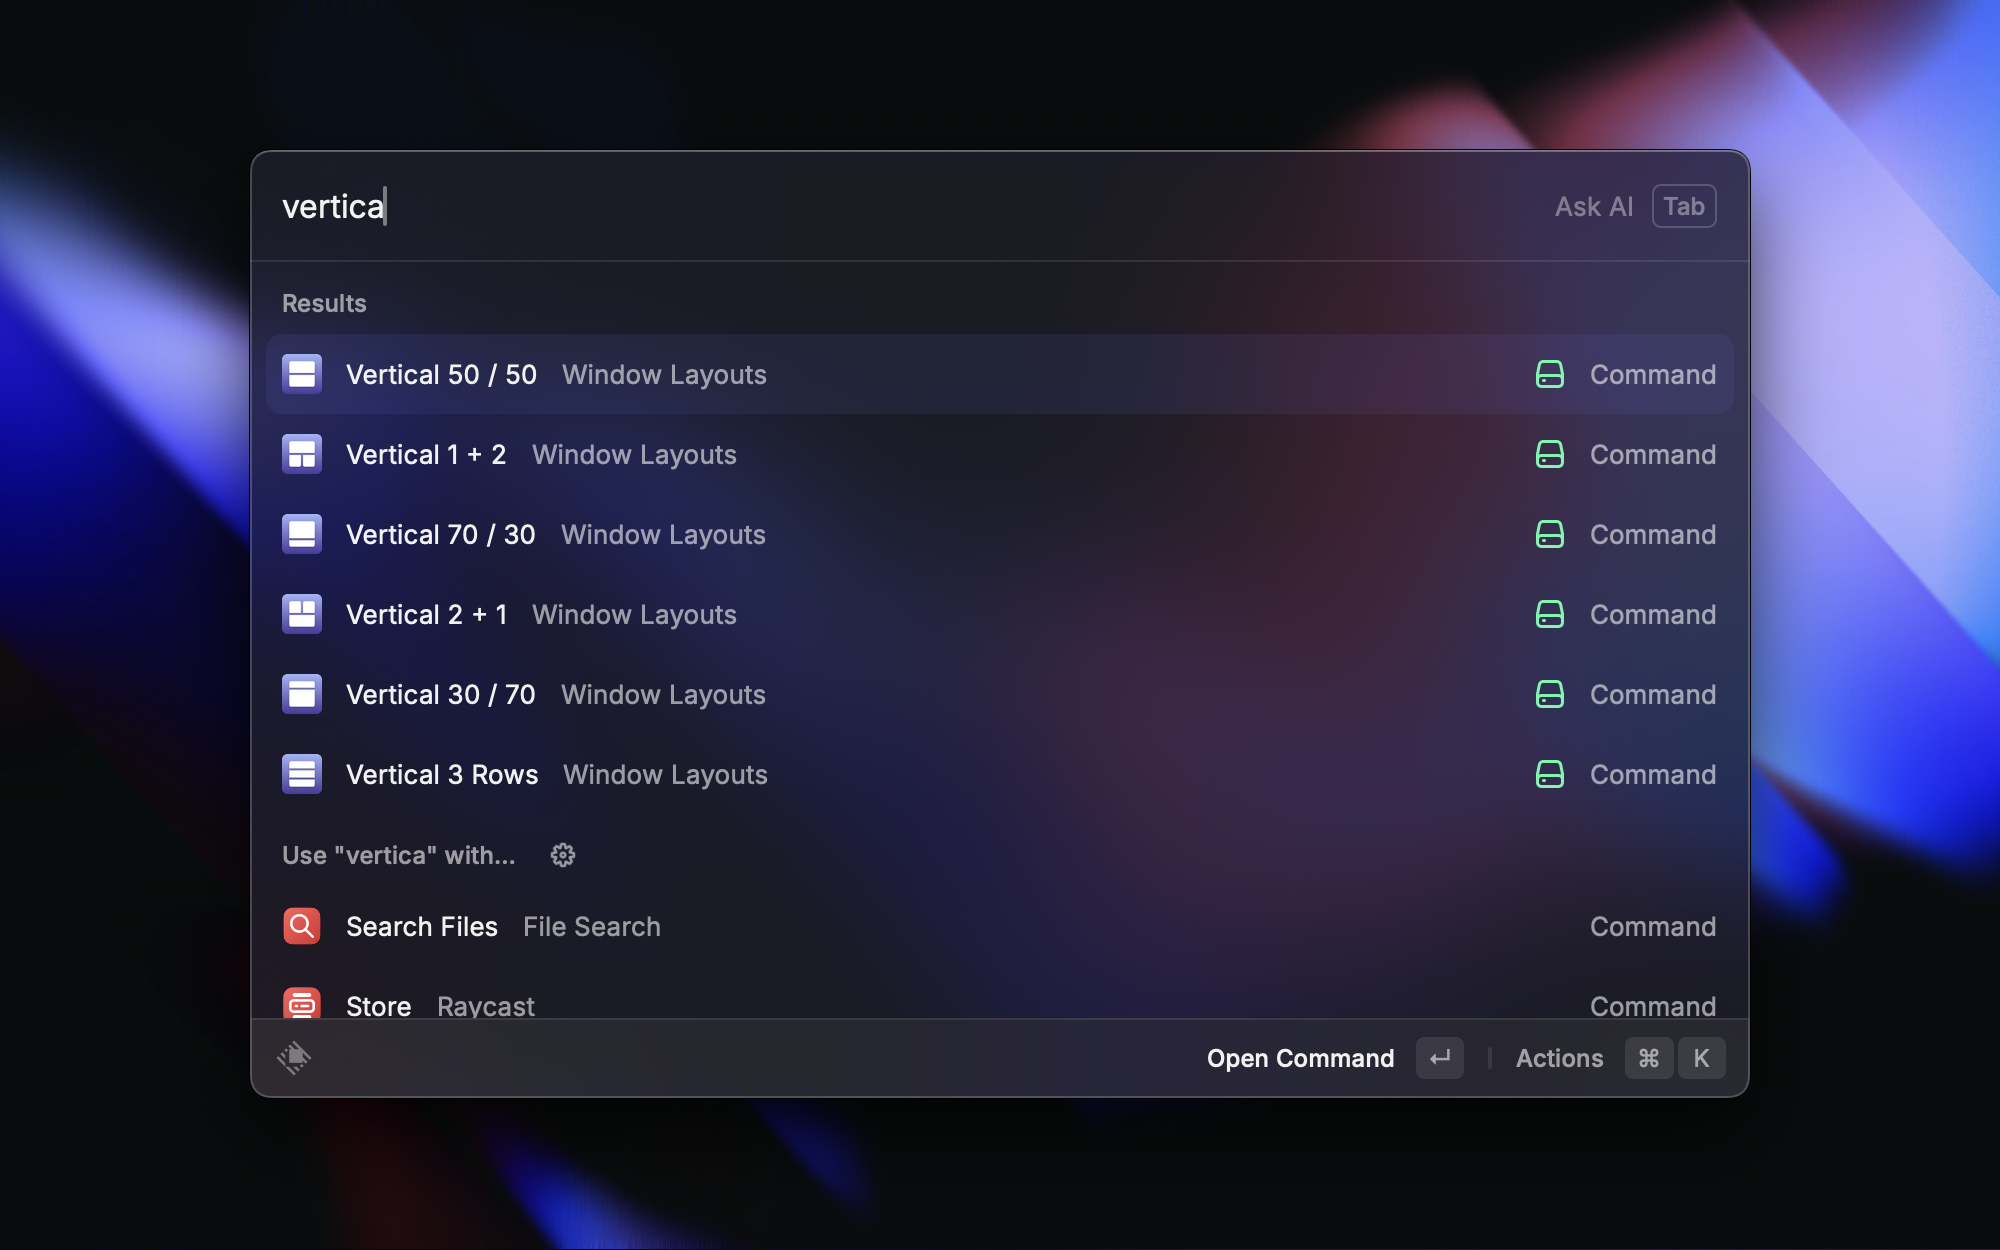 vertica
Ask AI Tab
Results
Vertical 50 / 50 Window Layouts Command
Vertical 1 + 2 Window Layouts Command
Vertical 70 / 30 Window Layouts Command
Vertical 2 + 1 Window Layouts Command
Vertical 30 / 70 Window Layouts Command
Vertical 3 Rows Window Layouts Command
Use "vertica" with...
Search Files File Search Command
Store Raycast Command
Open Command ↵ Actions ⌘ K